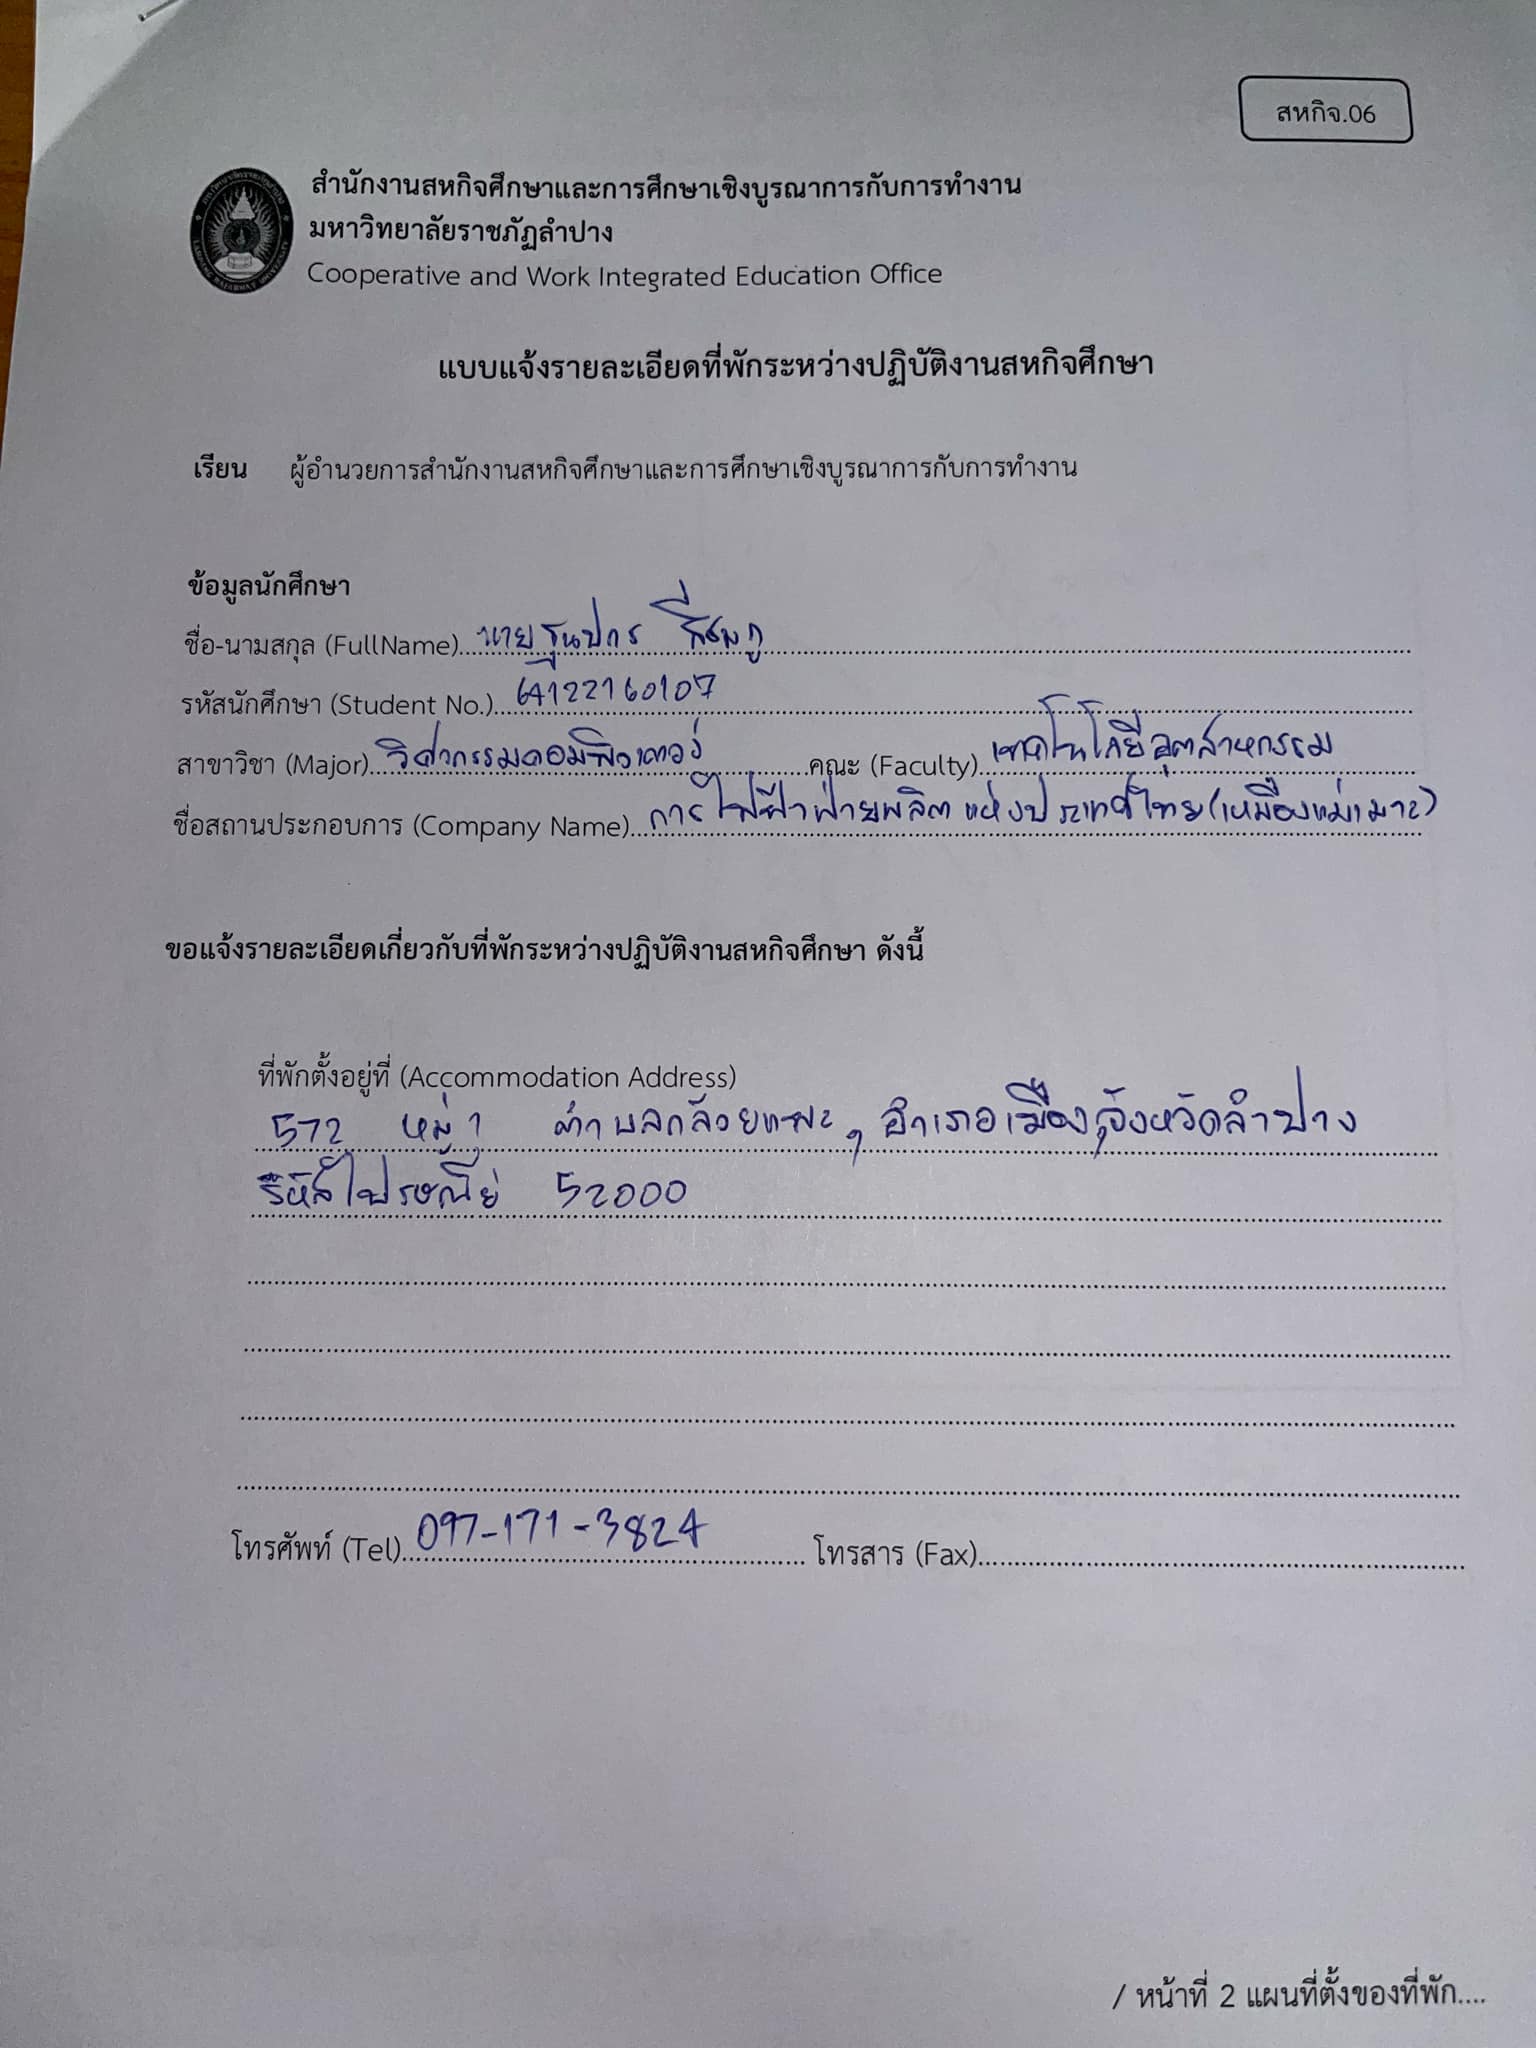 สหกิจ.06
สำนักงานสหกิจศึกษาและการศึกษาเชิงบูรณาการกับการทำงาน
มหาวิทยาลัยราชภัฏลำปาง
Cooperative and Work Integrated Education Office
แบบแจ้งรายละเอียดที่พักระหว่างปฏิบัติงานสหกิจศึกษา
เรียน ผู้อำนวยการสำนักงานสหกิจศึกษาและการศึกษาเชิงบูรณาการกับการทำงาน
ข้อมูลนักศึกษา
ชื่อ-นามสกุล (FullName) นาย
รหัสนักศึกษา (Student No.) 64122160107
สาขาวิชา (Major) วิศวกรรมคอมพิวเตอร์ คณะ (Faculty) เทคโนโลยีอุตสาหกรรม
ชื่อสถานประกอบการ (Company Name) การไฟฟ้าฝ่ายผลิตแห่งประเทศไทย(เหมืองแม่เมาะ)
ขอแจ้งรายละเอียดเกี่ยวกับที่พักระหว่างปฏิบัติงานสหกิจศึกษา ดังนี้
ที่พักตั้งอยู่ที่ (Accommodation Address)
572 หมู่ 1 ตำบลกล้วยแพะ, อำเภอเมือง,จังหวัดลำปาง
รหัสไปรษณีย์ 52000
โทรศัพท์ (Tel) 097-171-3824 โทรสาร (Fax)
/ หน้าที่ 2 แผนที่ตั้งของที่พัก....